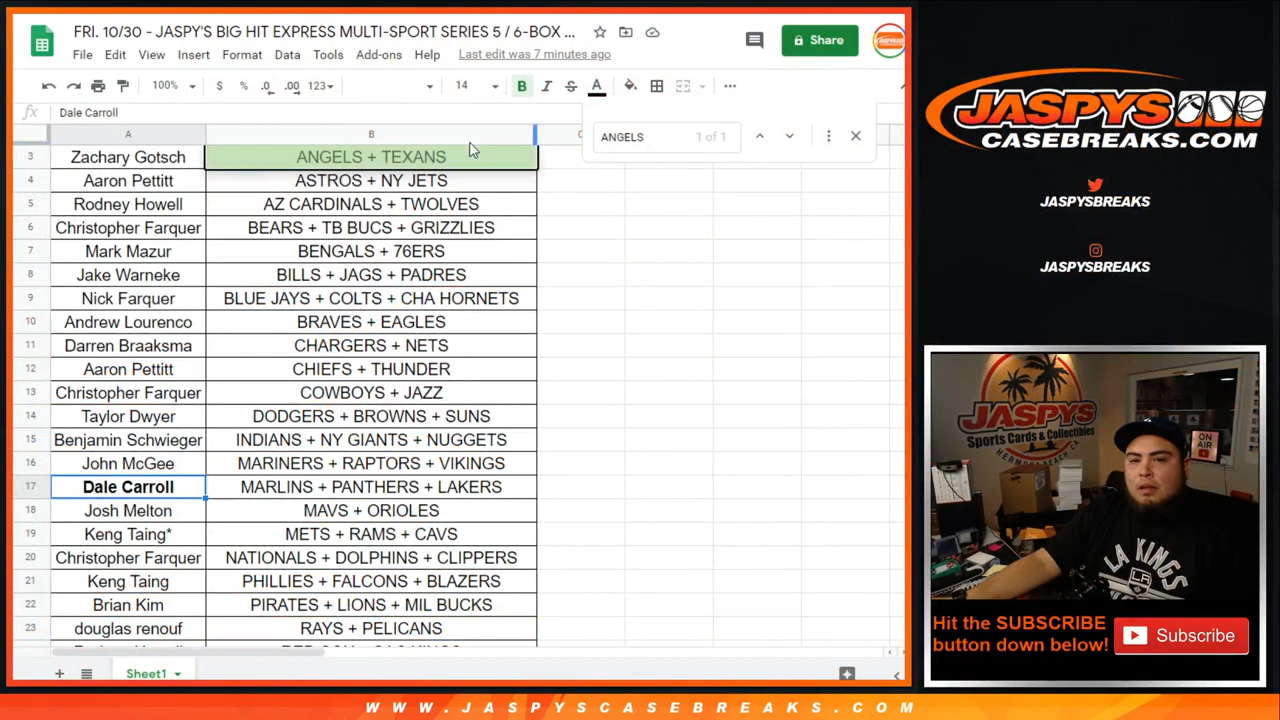 FRI. 10/30 - JASPY'S BIG HIT EXPRESS MULTI-SPORT SERIES 5 / 6-BOX ...
File Edit View Insert Format Data Tools Add-ons Help Last edit was 7 minutes ago
Share
100% $ % .0 .00 123 14 B I S A
fx Dale Carroll
ANGELS 1 of 1
A B C
3 Zachary Gotsch ANGELS + TEXANS
4 Aaron Pettitt ASTROS + NY JETS
5 Rodney Howell AZ CARDINALS + TWOLVES
6 Christopher Farquer BEARS + TB BUCS + GRIZZLIES
7 Mark Mazur BENGALS + 76ERS
8 Jake Warneke BILLS + JAGS + PADRES
9 Nick Farquer BLUE JAYS + COLTS + CHA HORNETS
10 Andrew Lourenco BRAVES + EAGLES
11 Darren Braaksma CHARGERS + NETS
12 Aaron Pettitt CHIEFS + THUNDER
13 Christopher Farquer COWBOYS + JAZZ
14 Taylor Dwyer DODGERS + BROWNS + SUNS
15 Benjamin Schwieger INDIANS + NY GIANTS + NUGGETS
16 John McGee MARINERS + RAPTORS + VIKINGS
17 Dale Carroll MARLINS + PANTHERS + LAKERS
18 Josh Melton MAVS + ORIOLES
19 Keng Taing* METS + RAMS + CAVS
20 Christopher Farquer NATIONALS + DOLPHINS + CLIPPERS
21 Keng Taing PHILLIES + FALCONS + BLAZERS
22 Brian Kim PIRATES + LIONS + MIL BUCKS
23 douglas renouf RAYS + PELICANS
Sheet1
JASPYS
CASEBREAKS.COM
JASPYSBREAKS
JASPYSBREAKS
JASPYS
Sports Cards & Collectibles
HERMOSA BEACH
ON AIR
LA KINGS
LA
Hit the SUBSCRIBE
button down below!
Subscribe
WWW.JASPYSCASEBREAKS.COM